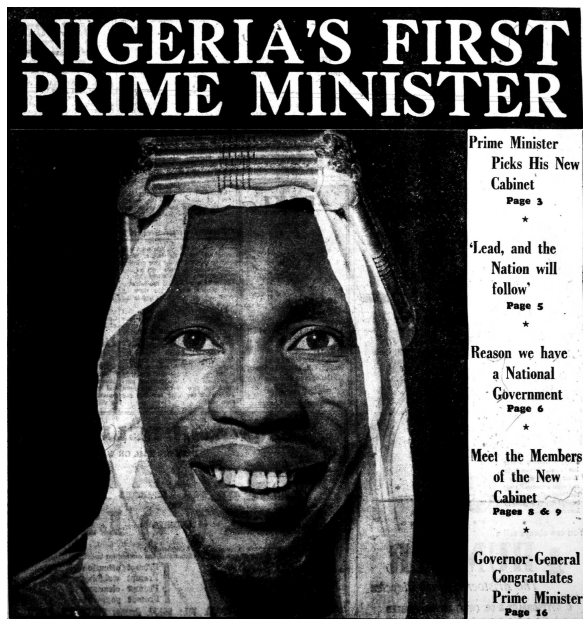 NIGERIA'S FIRST
PRIME MINISTER
Prime Minister
Picks His New
Cabinet
Page 3
★
'Lead, and the
Nation will
follow'
Page 5
★
Reason we have
a National
Government
Page 6
★
Meet the Members
of the New
Cabinet
Pages 8 & 9
★
Governor-General
Congratulates
Prime Minister
Page 16